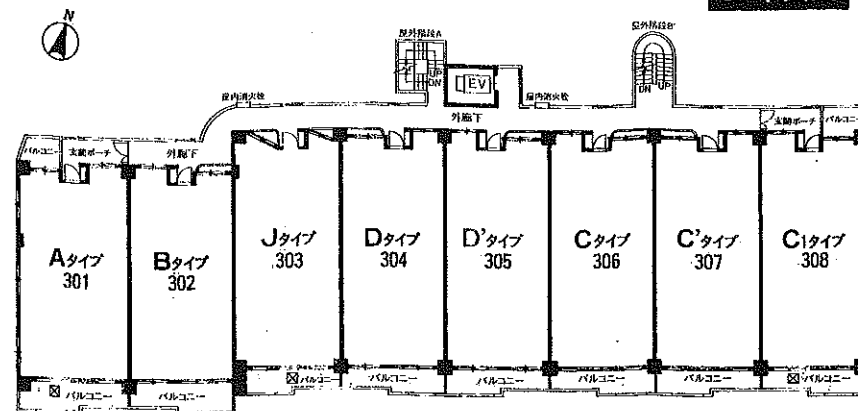 N
屋外階段A
屋外階段B'
UP
DN
EV
DN UP
屋内消火栓
屋内消火栓
外廊下
玄関ポーチ
バルコニー
バルコニー
玄関ポーチ
外廊下
Aタイプ
301
Bタイプ
302
Jタイプ
303
Dタイプ
304
D'タイプ
305
Cタイプ
306
C'タイプ
307
C1タイプ
308
バルコニー
バルコニー
バルコニー
バルコニー
バルコニー
バルコニー
バルコニー
バルコニー